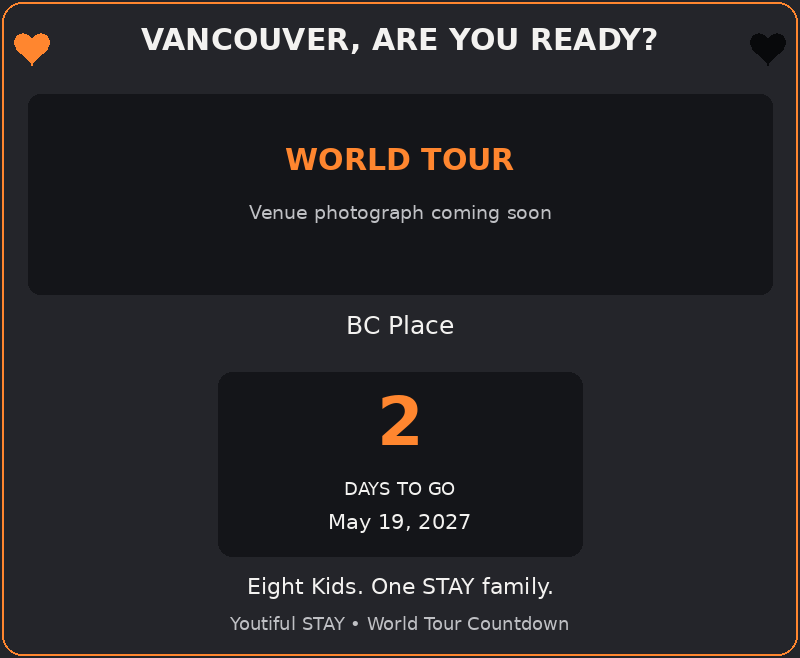 VANCOUVER, ARE YOU READY?
WORLD TOUR
Venue photograph coming soon
BC Place
2
DAYS TO GO
May 19, 2027
Eight Kids. One STAY family.
Youtiful STAY • World Tour Countdown